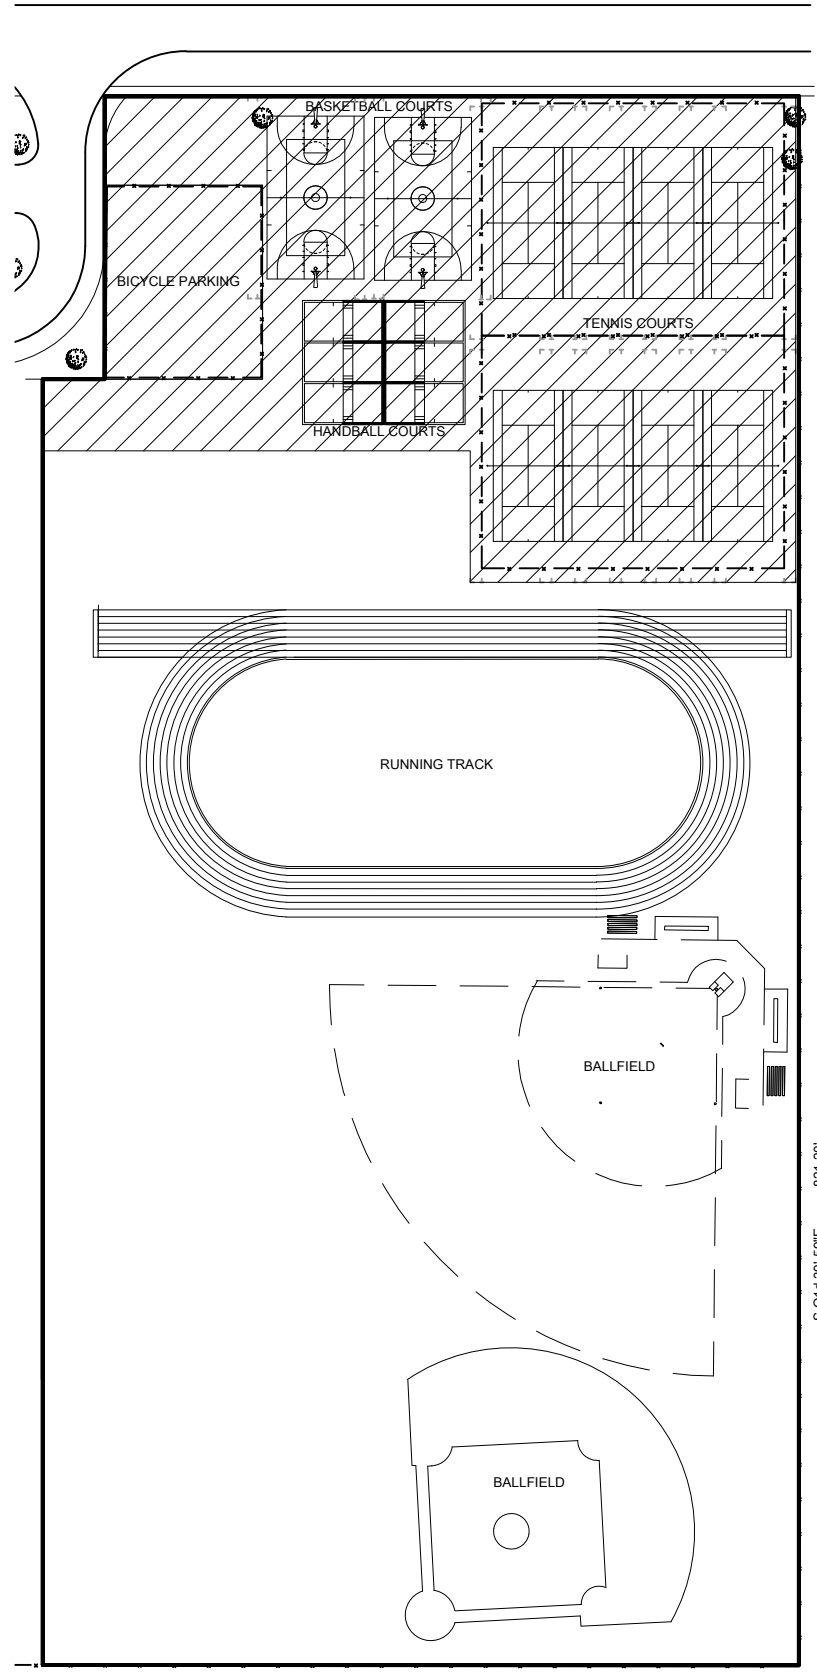 BASKETBALL COURTS
BICYCLE PARKING
TENNIS COURTS
HANDBALL COURTS
RUNNING TRACK
BALLFIELD
BALLFIELD